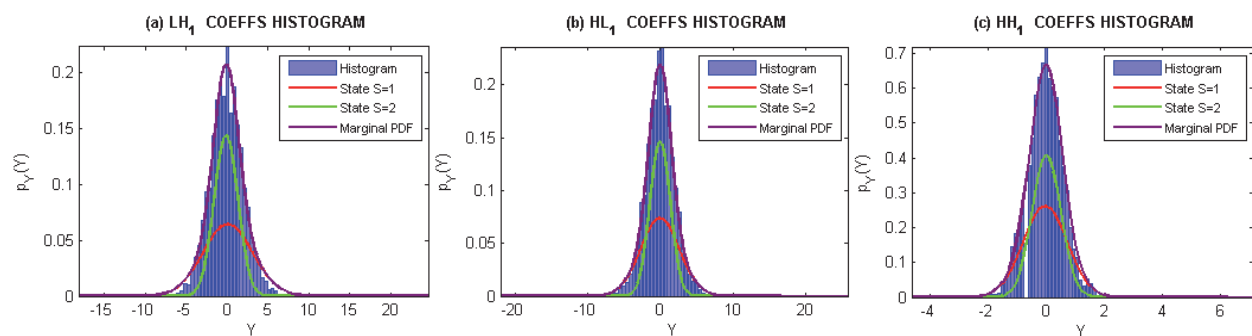 (a) LH1 COEFFS HISTOGRAM
0.2
0.15
0.1
0.05
0
pY(Y)
Histogram
State S=1
State S=2
Marginal PDF
-15 -10 -5 0 5 10 15 20
Y
(b) HL1 COEFFS HISTOGRAM
0.2
0.15
0.1
0.05
0
pY(Y)
Histogram
State S=1
State S=2
Marginal PDF
-20 -10 0 10 20
Y
(c) HH1 COEFFS HISTOGRAM
0.7
0.6
0.5
0.4
0.3
0.2
0.1
0
pY(Y)
Histogram
State S=1
State S=2
Marginal PDF
-4 -2 0 2 4 6
Y